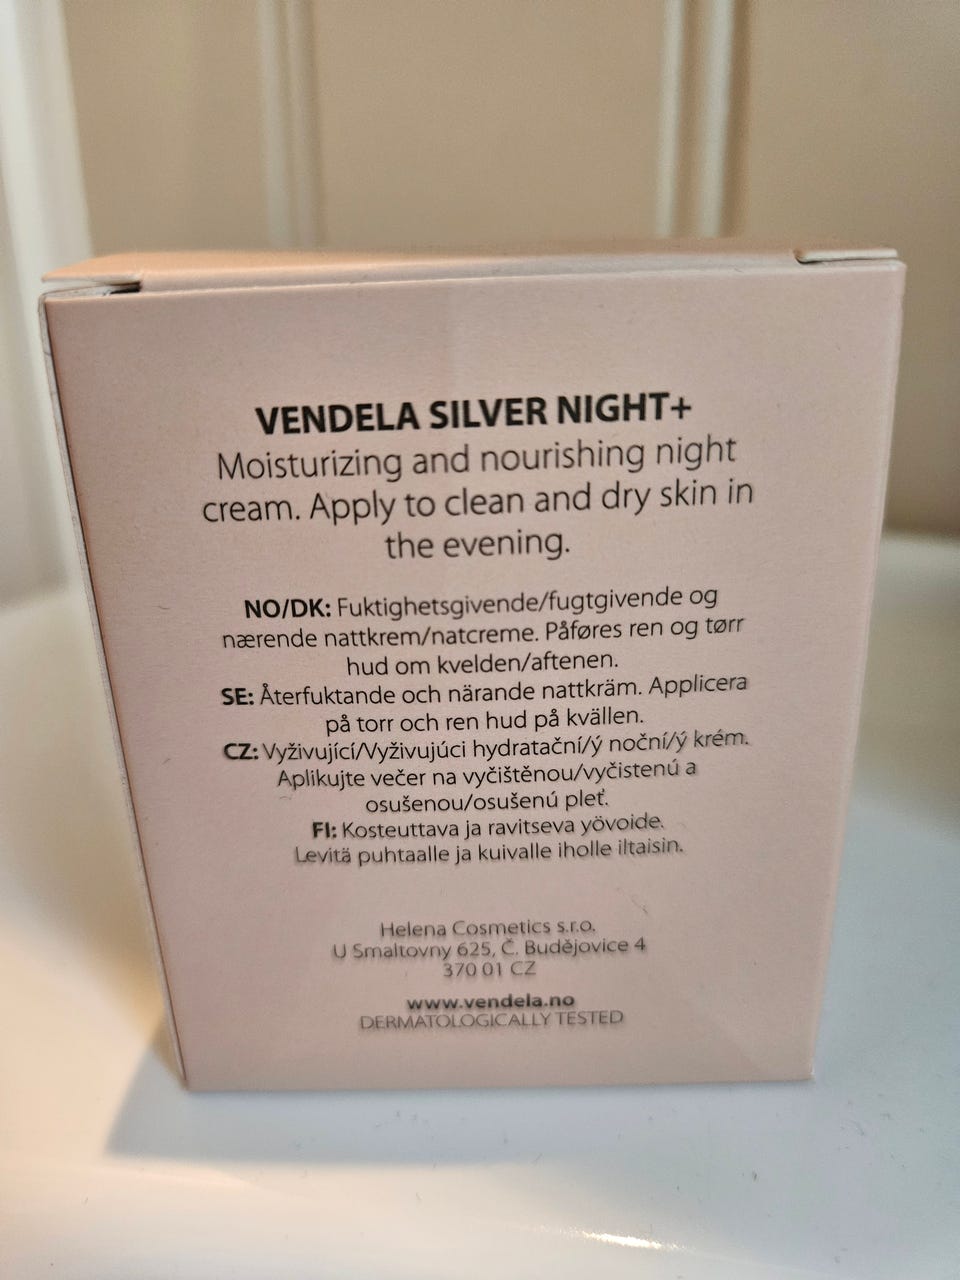 VENDELA SILVER NIGHT+
Moisturizing and nourishing night
cream. Apply to clean and dry skin in
the evening.
NO/DK: Fuktighetsgivende/fugtgivende og
nærende nattkrem/natcreme. Påføres ren og tørr
hud om kvelden/aftenen.
SE: Återfuktande och närande nattkräm. Applicera
på torr och ren hud på kvällen.
CZ: Vyživující/Vyživujúci hydratační/ý noční/ý krém.
Aplikujte večer na vyčištěnou/vyčistenú a
osušenou/osušenú pleť.
FI: Kosteuttava ja ravitseva yövoide.
Levitä puhtaalle ja kuivalle iholle iltaisin.
Helena Cosmetics s.r.o.
U Smaltovny 625, Č. Budějovice 4
370 01 CZ
www.vendela.no
DERMATOLOGICALLY TESTED